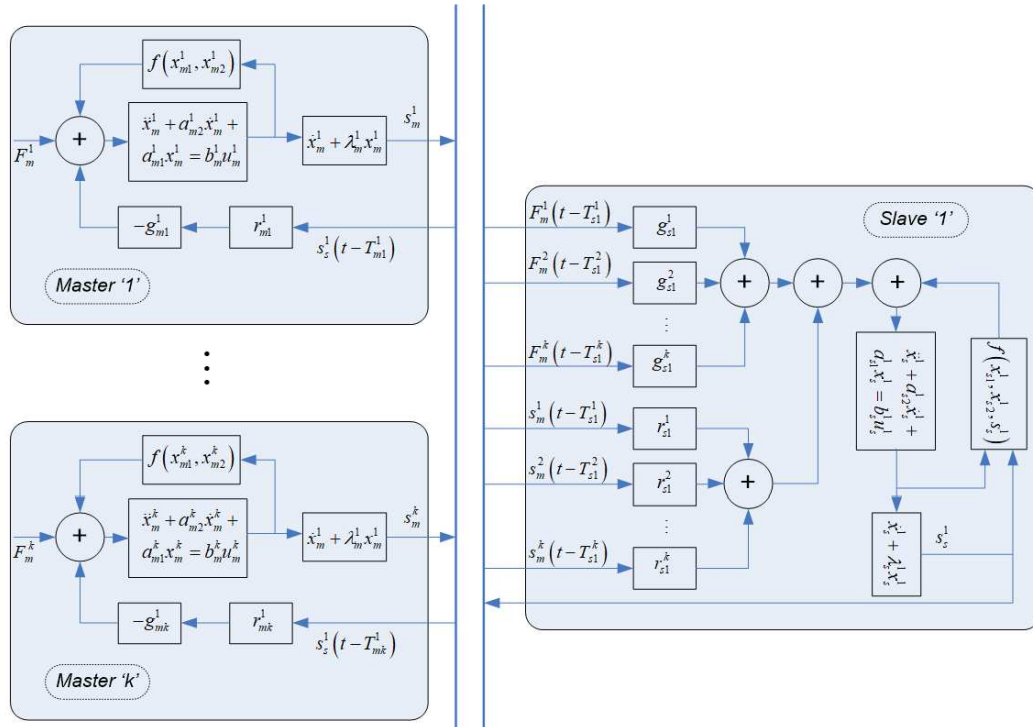 f(x_{m1}^1, x_{m2}^1)
+
ẍ_m^1 + a_{m2}^1 ẋ_m^1 +
a_{m1}^1 x_m^1 = b_m^1 u_m^1
ẋ_m^1 + λ_m^1 x_m^1
s_m^1
F_m^1
-g_{m1}^1
r_{m1}^1
s_s^1(t - T_{m1}^1)
Master '1'
⋮
f(x_{m1}^k, x_{m2}^k)
+
ẍ_m^k + a_{m2}^k ẋ_m^k +
a_{m1}^k x_m^k = b_m^k u_m^k
ẋ_m^1 + λ_m^1 x_m^1
s_m^k
F_m^k
-g_{mk}^1
r_{mk}^1
s_s^1(t - T_{mk}^1)
Master 'k'
Slave '1'
F_m^1(t - T_{s1}^1)
g_{s1}^1
F_m^2(t - T_{s1}^2)
g_{s1}^2
⋮
F_m^k(t - T_{s1}^k)
g_{s1}^k
s_m^1(t - T_{s1}^1)
r_{s1}^1
s_m^2(t - T_{s1}^2)
r_{s1}^2
⋮
s_m^k(t - T_{s1}^k)
r_{s1}^k
+
+
+
+
ẍ_s^1 + a_{s2}^1 ẋ_s^1 +
a_{s1}^1 x_s^1 = b_s^1 u_s^1
f(x_{s1}^1, x_{s2}^1, s_s^1)
ẋ_s^1 + λ_s^1 x_s^1
s_s^1